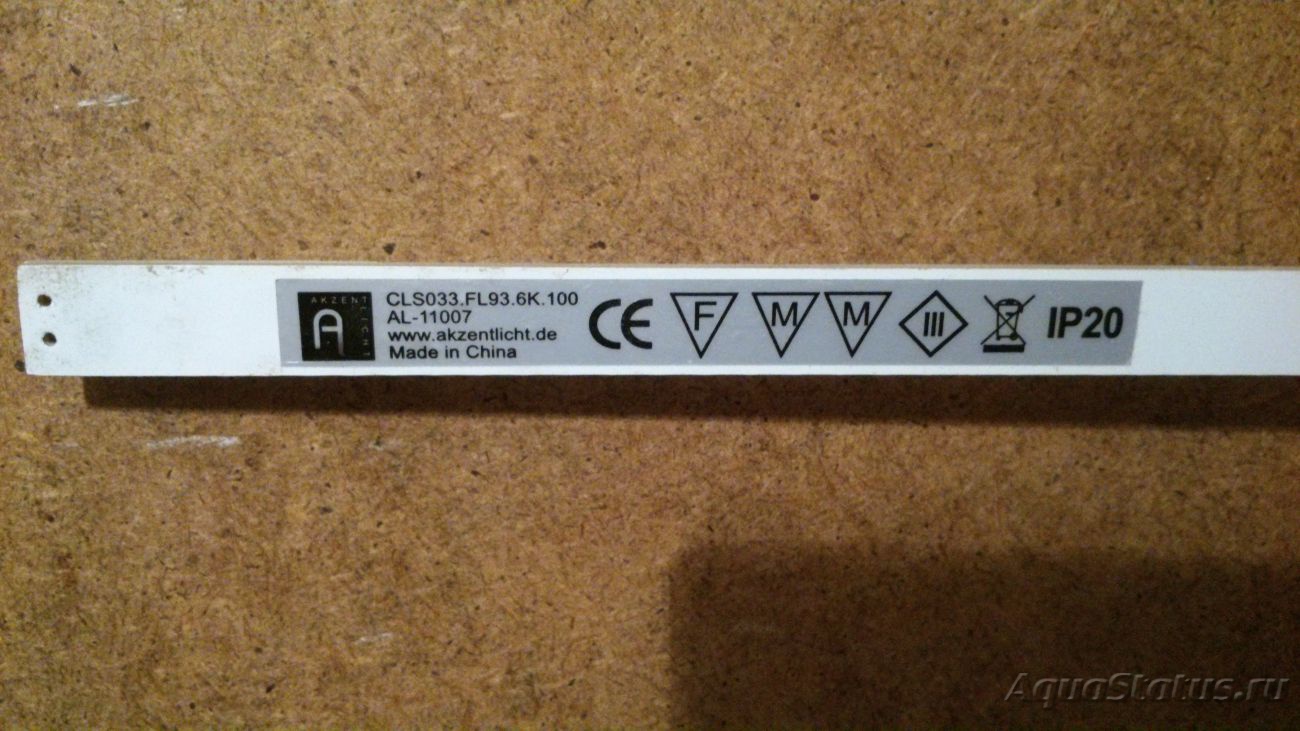 AKZENT
LICHT
A
CLS033.FL93.6K.100
AL-11007
www.akzentlicht.de
Made in China
CE
F
M
M
III
IP20
AquaStatus.ru